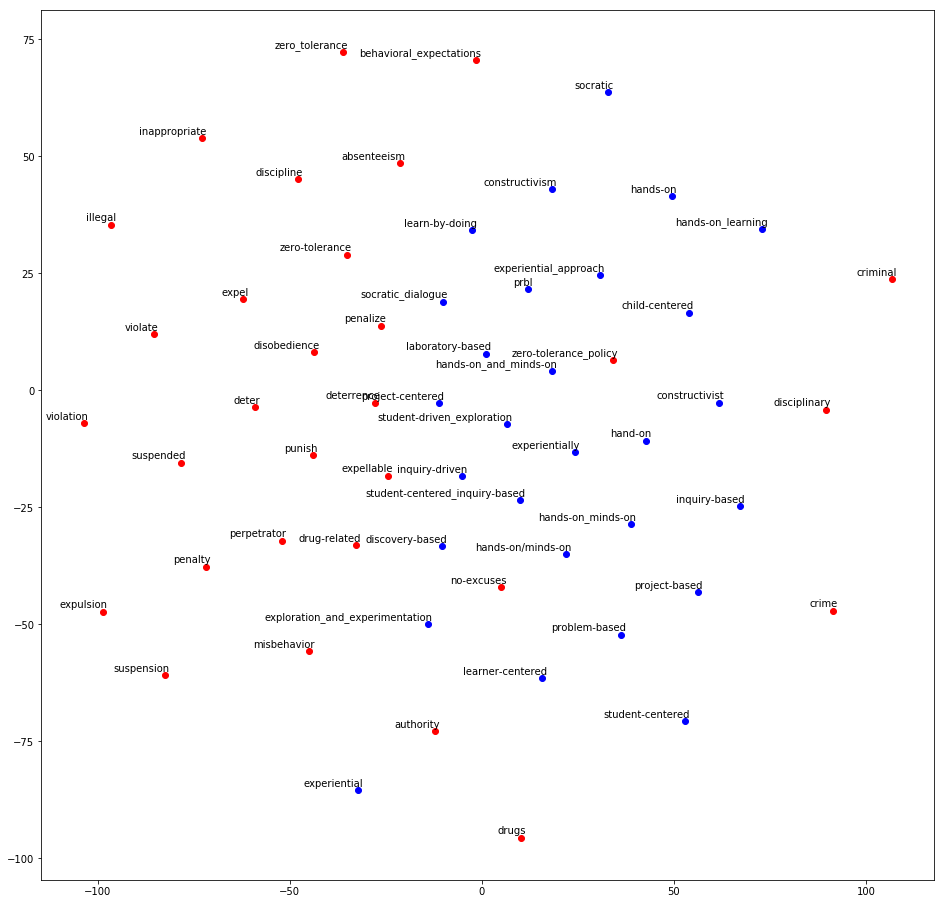 75
zero_tolerance
behavioral_expectations
socratic
inappropriate
50
absenteeism
discipline
constructivism
hands-on
illegal
learn-by-doing
hands-on_learning
zero-tolerance
25
experiential_approach
criminal
prbl
expel
socratic_dialogue
child-centered
penalize
violate
disobedience
laboratory-based
zero-tolerance_policy
hands-on_and_minds-on
0
deterrence
project-centered
constructivist
deter
disciplinary
violation
student-driven_exploration
hand-on
punish
experientially
suspended
expellable
inquiry-driven
student-centered_inquiry-based
inquiry-based
-25
hands-on_minds-on
perpetrator
drug-related
discovery-based
hands-on/minds-on
penalty
no-excuses
project-based
expulsion
crime
-50
exploration_and_experimentation
problem-based
misbehavior
suspension
learner-centered
student-centered
authority
-75
experiential
drugs
-100
-100 -50 0 50 100